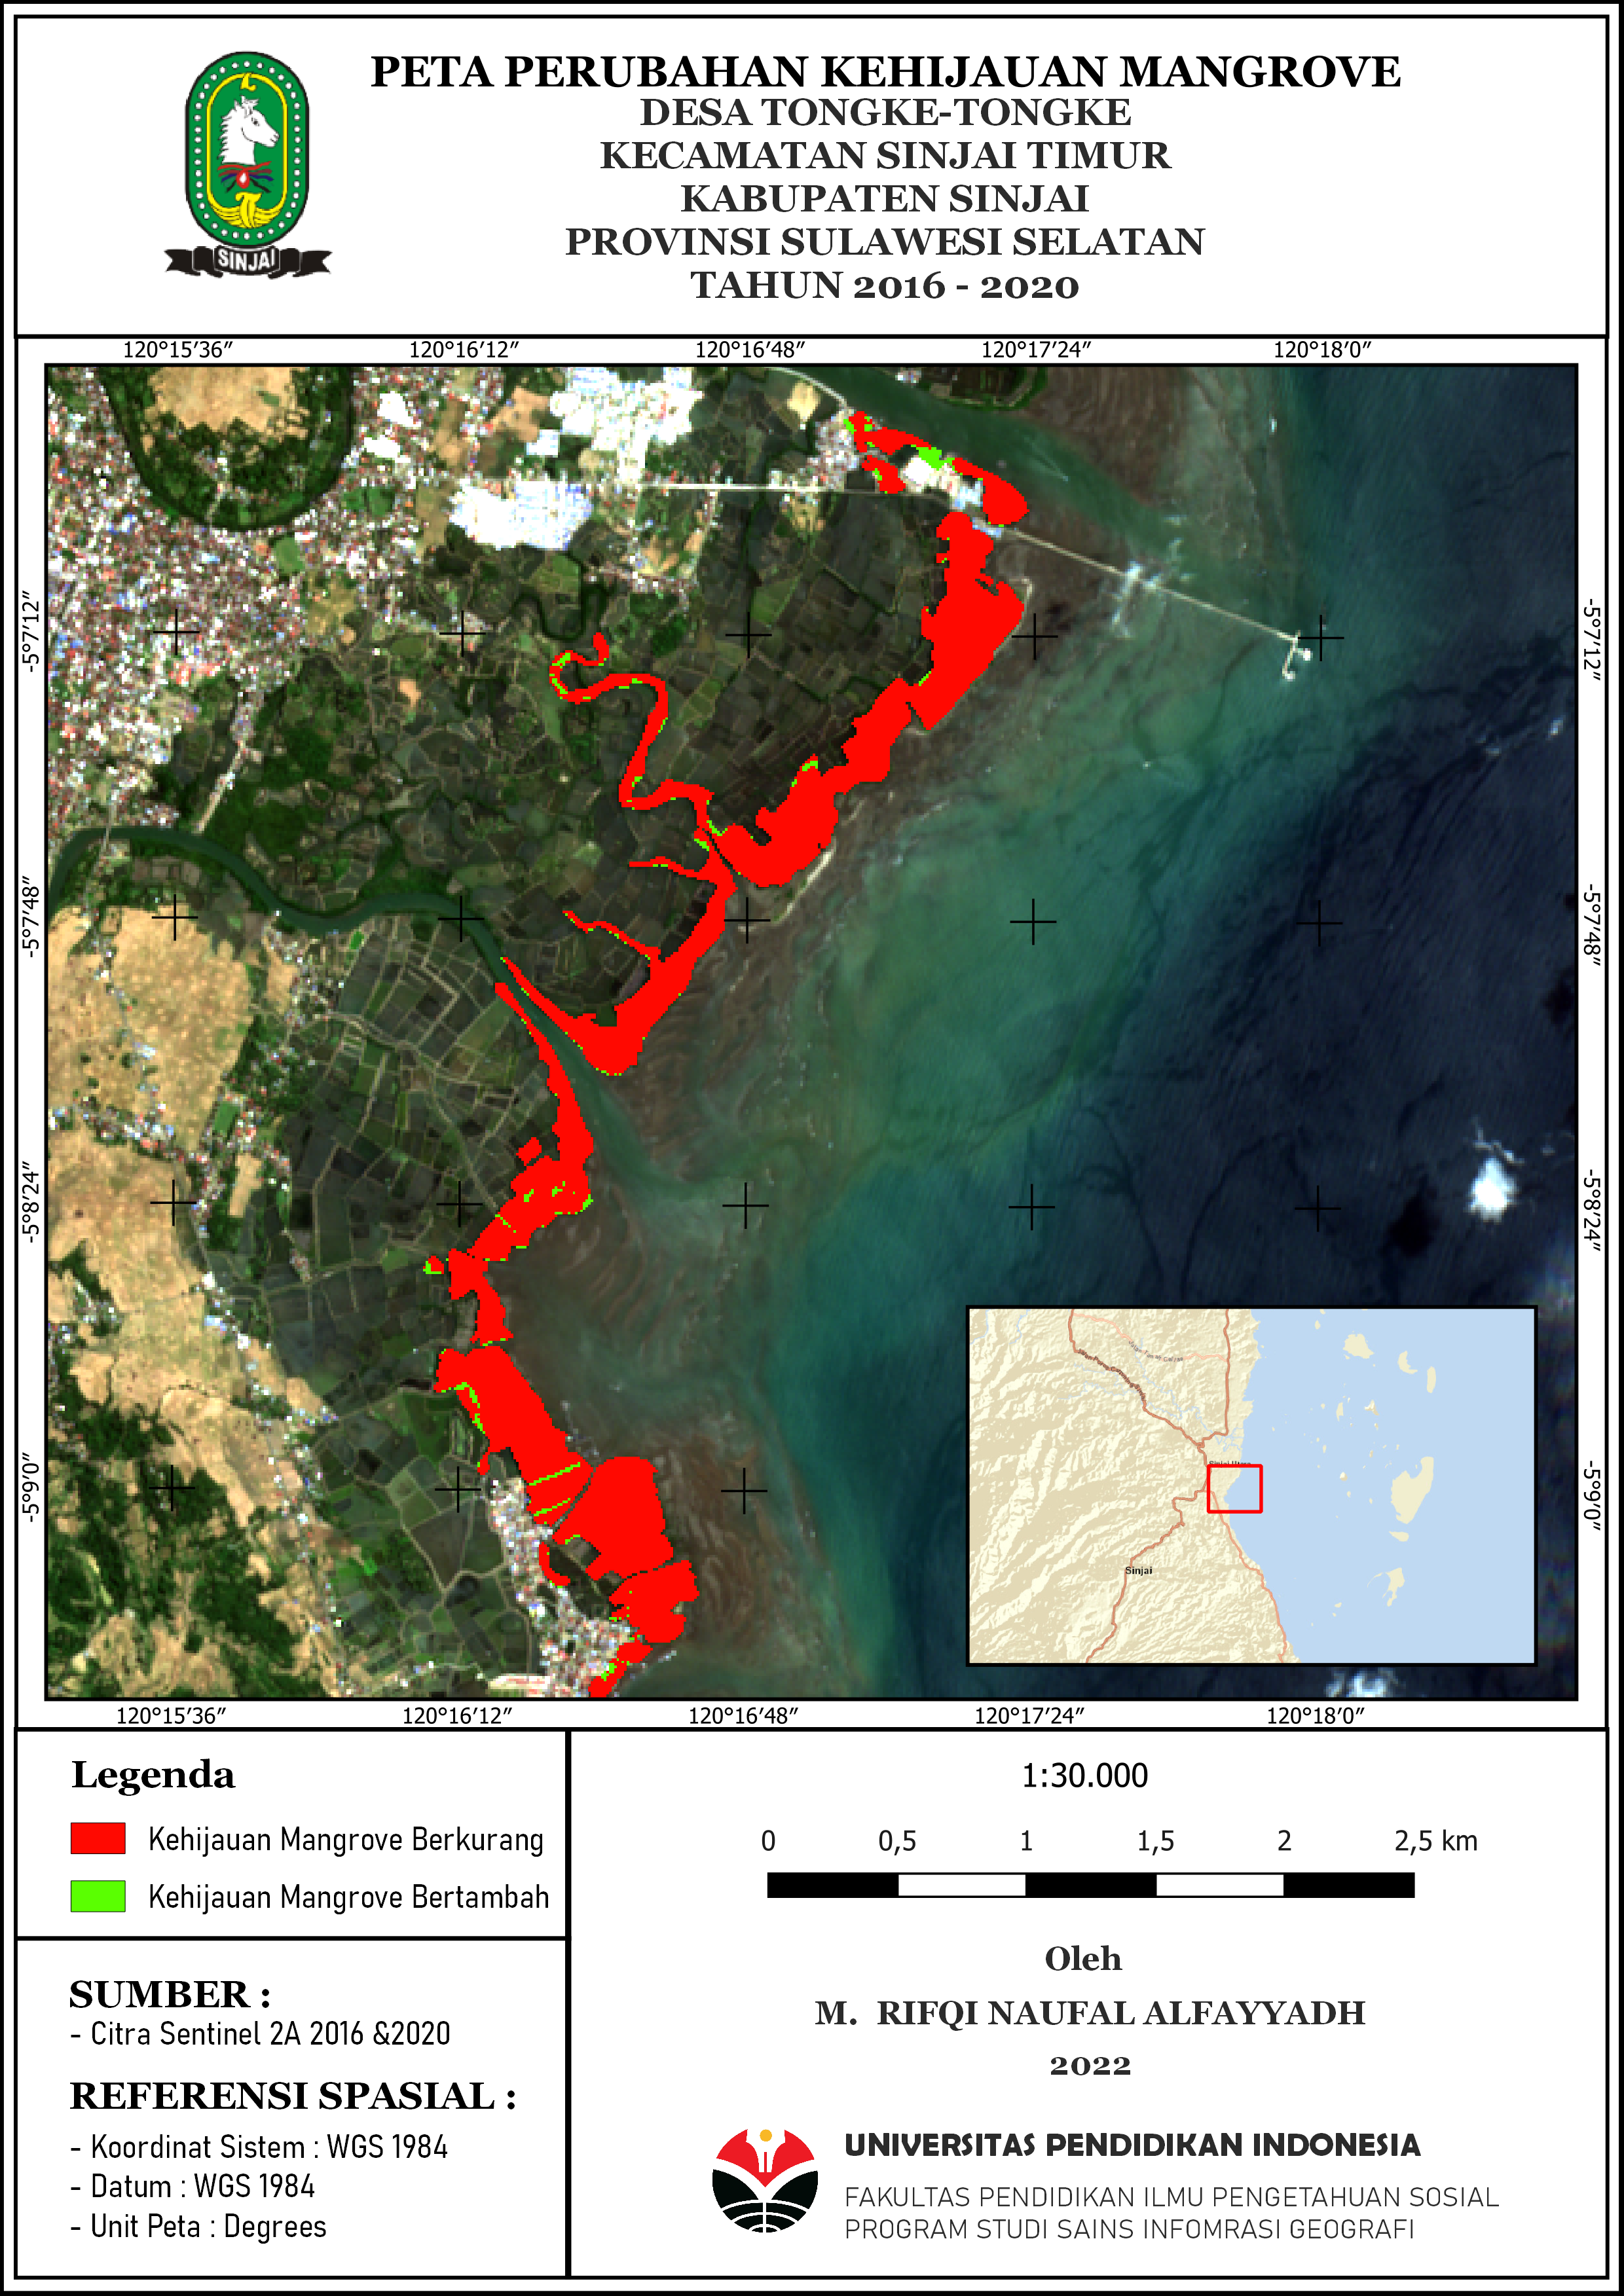 PETA PERUBAHAN KEHIJAUAN MANGROVE
DESA TONGKE-TONGKE
KECAMATAN SINJAI TIMUR
KABUPATEN SINJAI
PROVINSI SULAWESI SELATAN
TAHUN 2016 - 2020
SINJAI
120°15′36″ 120°16′12″ 120°16′48″ 120°17′24″ 120°18′0″
-5°7′12″ -5°7′12″
-5°7′48″ -5°7′48″
-5°8′24″ -5°8′24″
-5°9′0″ -5°9′0″
Sinjai
120°15′36″ 120°16′12″ 120°16′48″ 120°17′24″ 120°18′0″
Legenda
Kehijauan Mangrove Berkurang
Kehijauan Mangrove Bertambah
SUMBER :
- Citra Sentinel 2A 2016 &2020
REFERENSI SPASIAL :
- Koordinat Sistem : WGS 1984
- Datum : WGS 1984
- Unit Peta : Degrees
1:30.000
0 0,5 1 1,5 2 2,5 km
Oleh
M. RIFQI NAUFAL ALFAYYADH
2022
UNIVERSITAS PENDIDIKAN INDONESIA
FAKULTAS PENDIDIKAN ILMU PENGETAHUAN SOSIAL
PROGRAM STUDI SAINS INFOMRASI GEOGRAFI